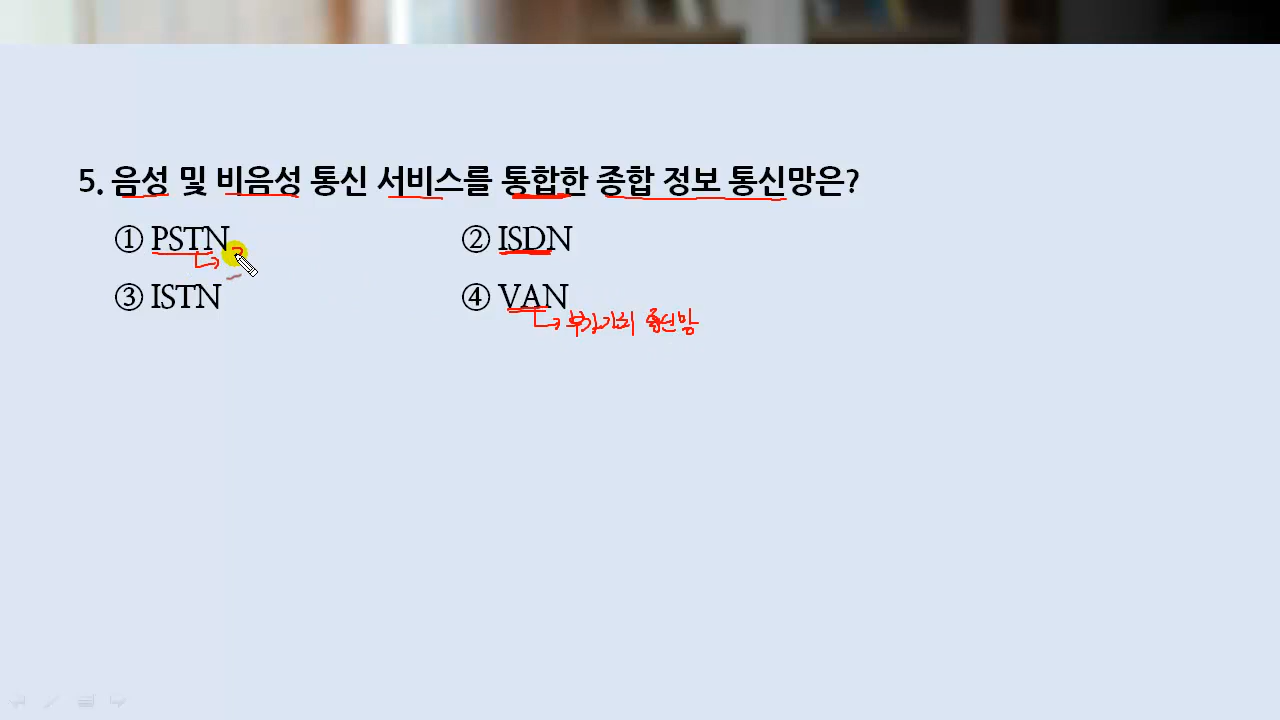 5. 음성 및 비음성 통신 서비스를 통합한 종합 정보 통신망은?
① PSTN ② ISDN
③ ISTN ④ VAN
부가가치 통신망